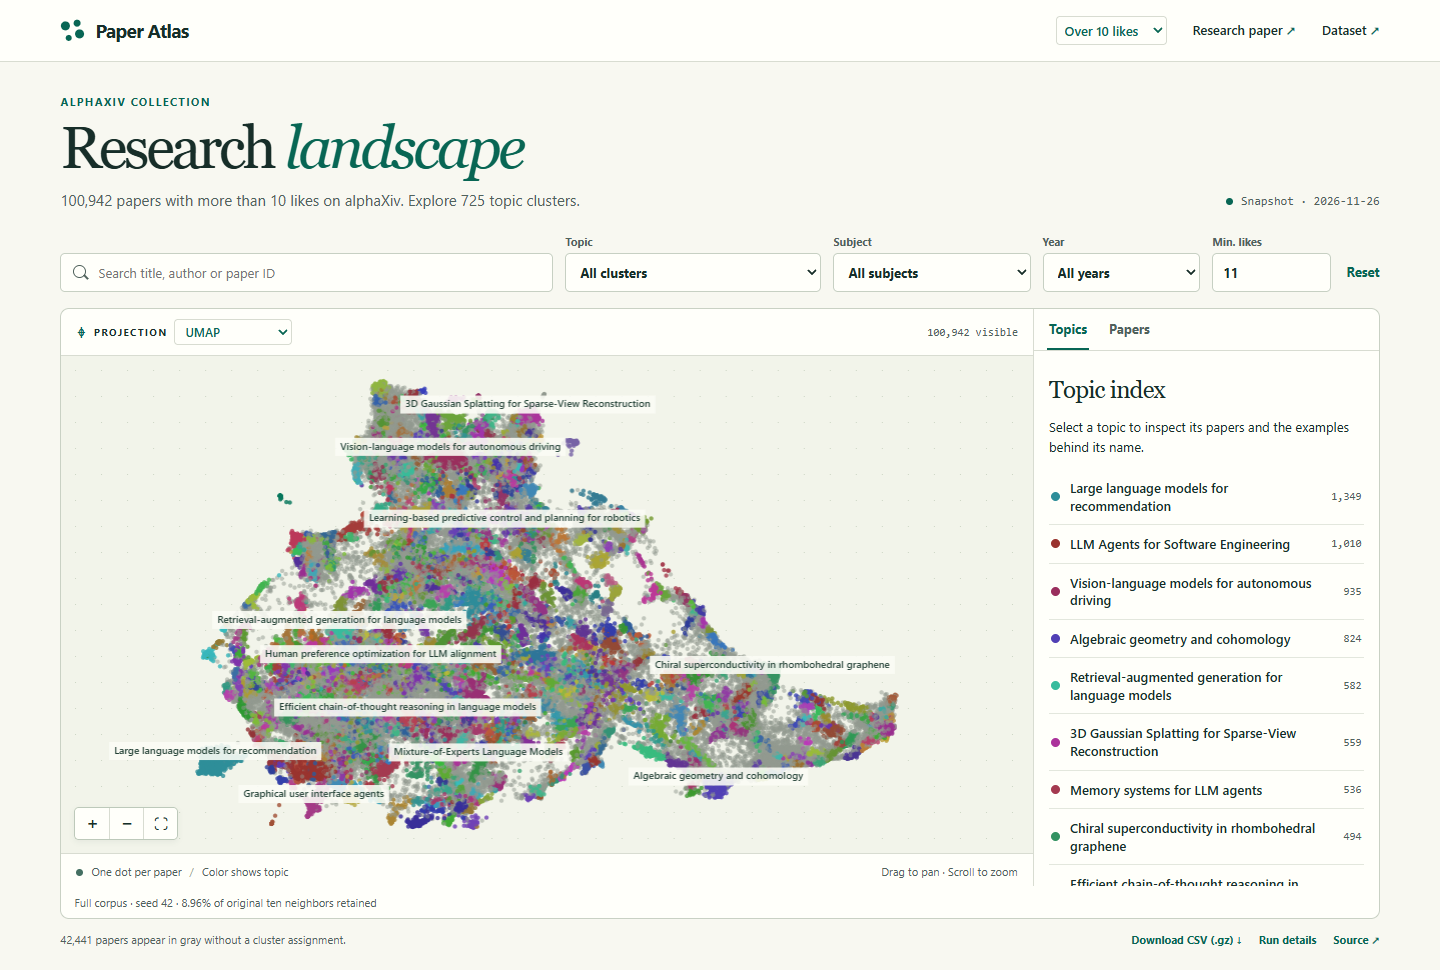 Paper Atlas
Over 10 likes
Research paper ↗
Dataset ↗
ALPHAXIV COLLECTION
Research landscape
100,942 papers with more than 10 likes on alphaXiv. Explore 725 topic clusters.
Snapshot · 2026-11-26
Search title, author or paper ID
Topic
All clusters
Subject
All subjects
Year
All years
Min. likes
11
Reset
PROJECTION
UMAP
100,942 visible
3D Gaussian Splatting for Sparse-View Reconstruction
Vision-language models for autonomous driving
Learning-based predictive control and planning for robotics
Retrieval-augmented generation for language models
Human preference optimization for LLM alignment
Chiral superconductivity in rhombohedral graphene
Efficient chain-of-thought reasoning in language models
Large language models for recommendation
Mixture-of-Experts Language Models
Algebraic geometry and cohomology
Graphical user interface agents
+
−
One dot per paper / Color shows topic
Drag to pan · Scroll to zoom
Full corpus · seed 42 · 8.96% of original ten neighbors retained
Topics
Papers
Topic index
Select a topic to inspect its papers and the examples
behind its name.
Large language models for
recommendation
1,349
LLM Agents for Software Engineering
1,010
Vision-language models for autonomous
driving
935
Algebraic geometry and cohomology
824
Retrieval-augmented generation for
language models
582
3D Gaussian Splatting for Sparse-View
Reconstruction
559
Memory systems for LLM agents
536
Chiral superconductivity in rhombohedral
graphene
494
Efficient chain-of-thought reasoning in
42,441 papers appear in gray without a cluster assignment.
Download CSV (.gz) ↓
Run details
Source ↗